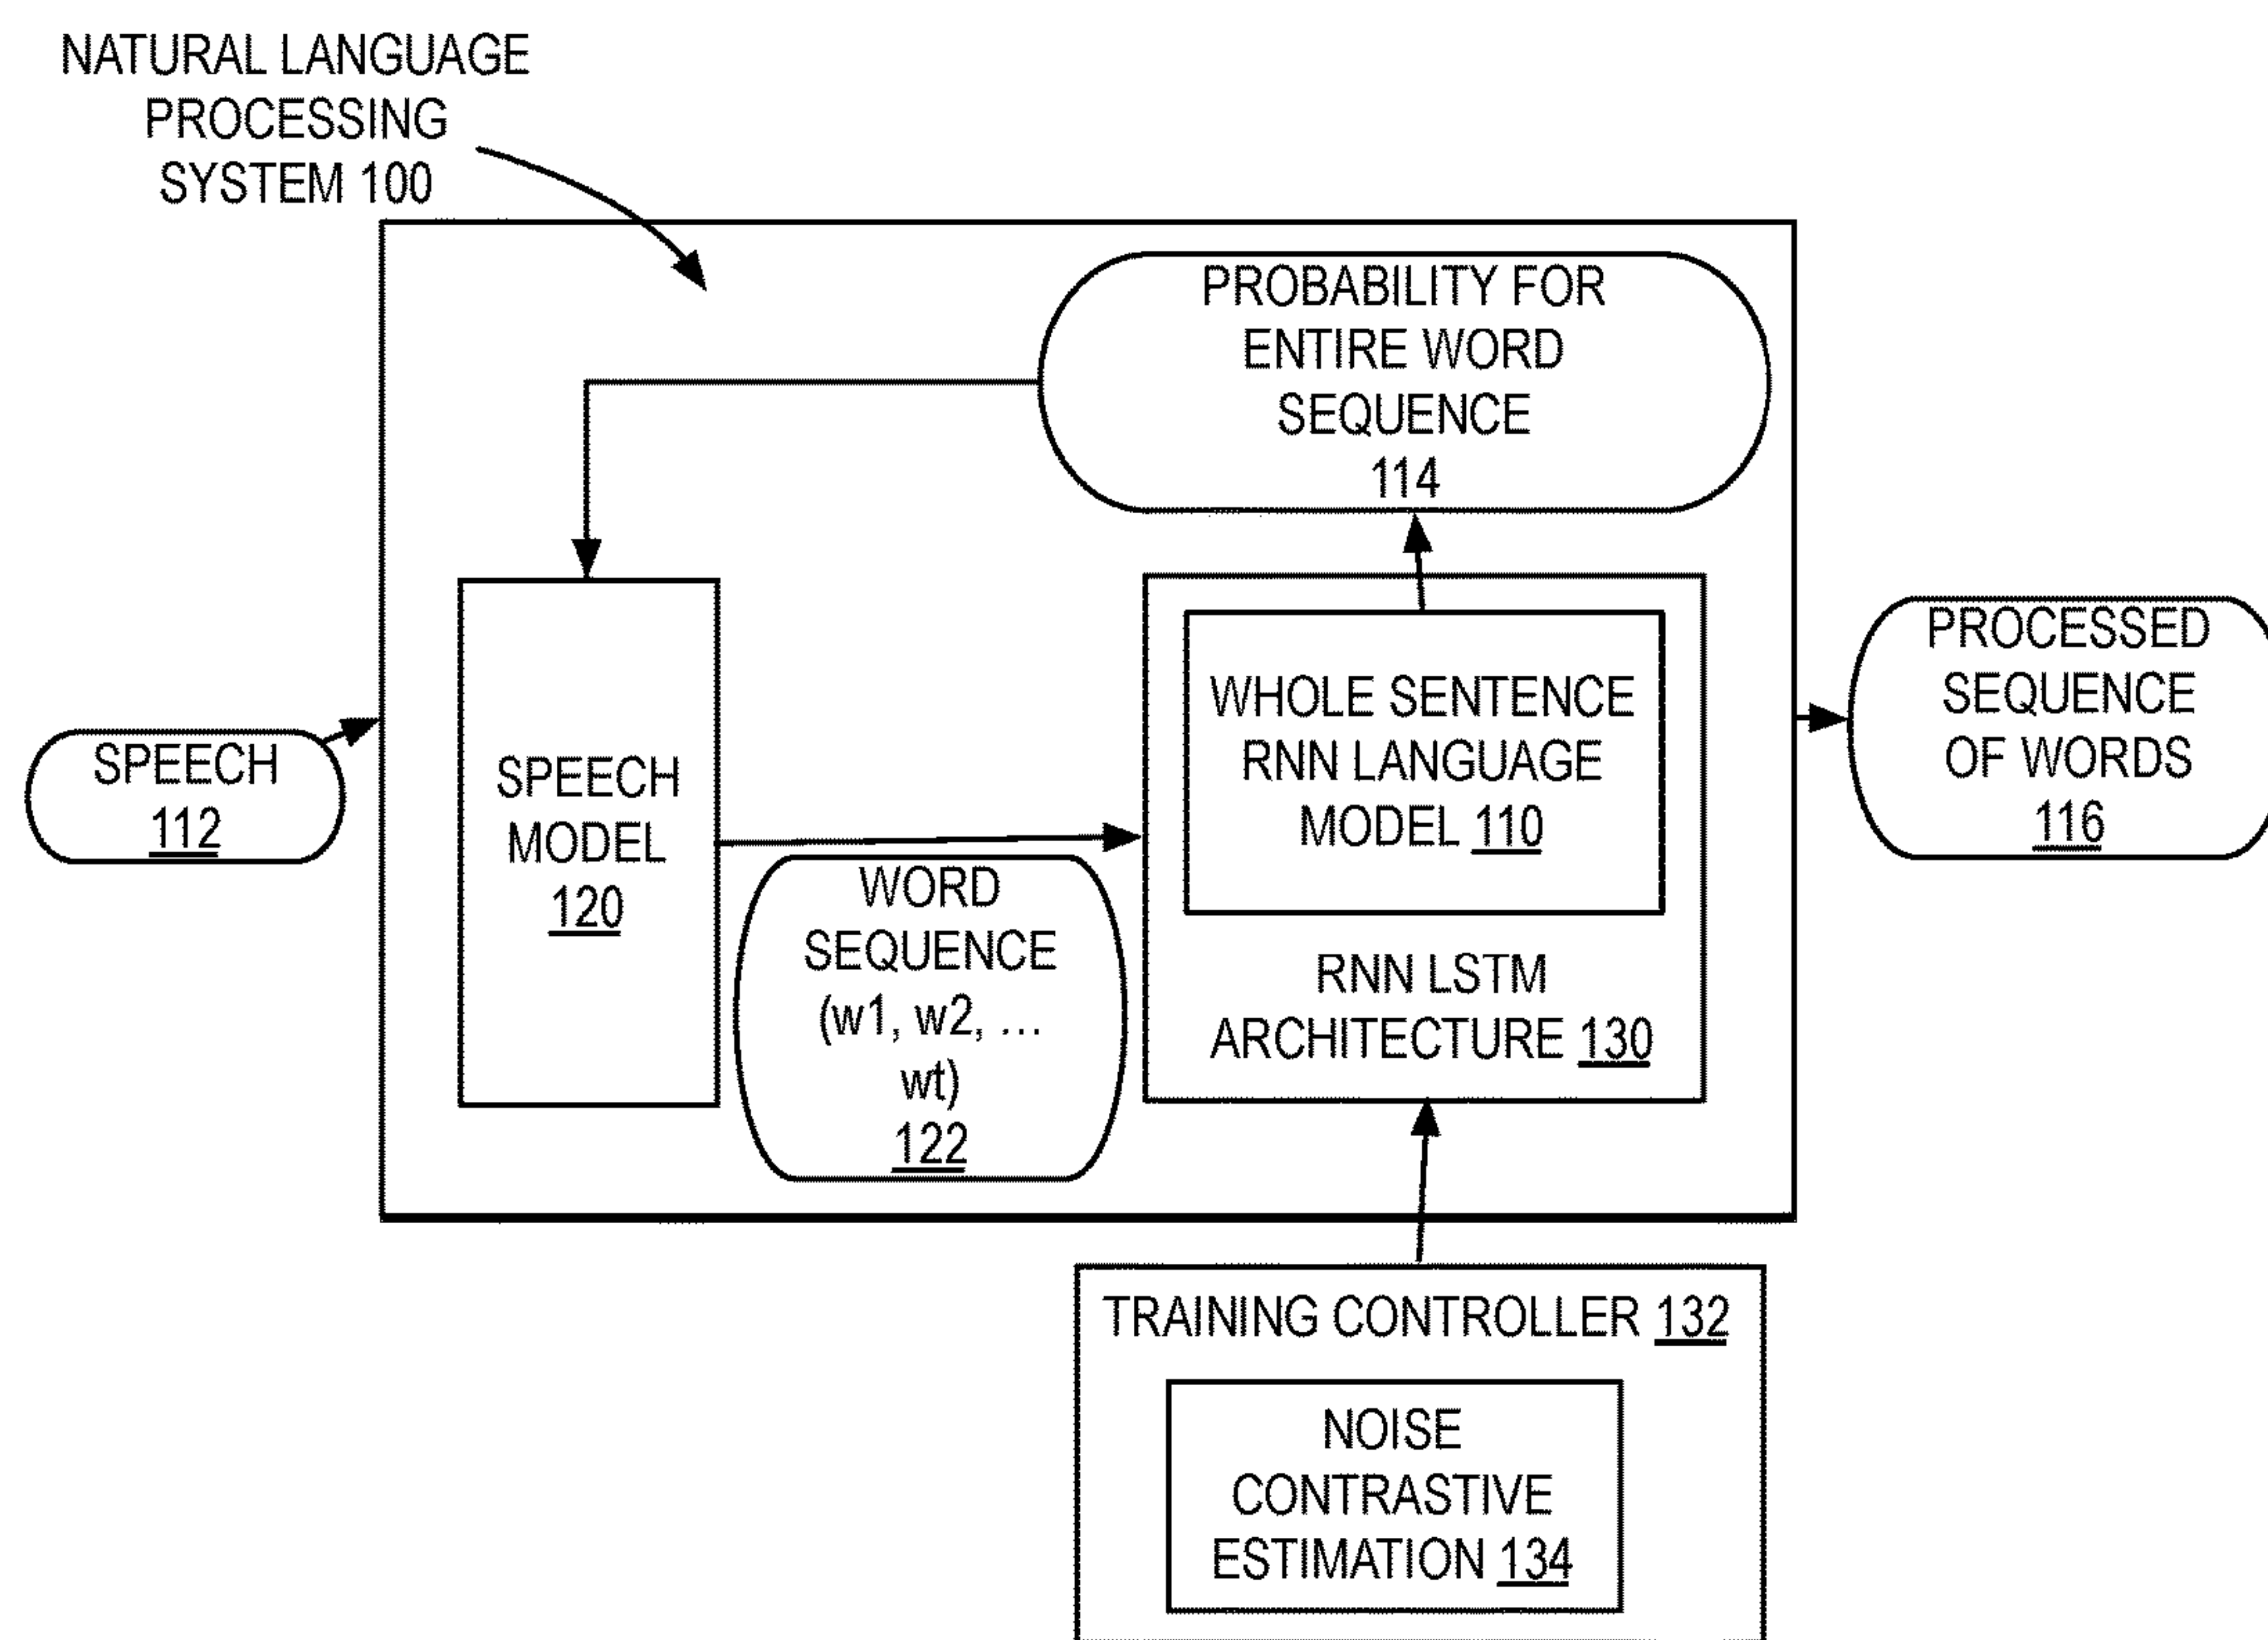 NATURAL LANGUAGE
PROCESSING
SYSTEM 100
PROBABILITY FOR
ENTIRE WORD
SEQUENCE
114
SPEECH
112
SPEECH
MODEL
120
WORD
SEQUENCE
(w1, w2, ...
wt)
122
WHOLE SENTENCE
RNN LANGUAGE
MODEL 110
RNN LSTM
ARCHITECTURE 130
PROCESSED
SEQUENCE
OF WORDS
116
TRAINING CONTROLLER 132
NOISE
CONTRASTIVE
ESTIMATION 134